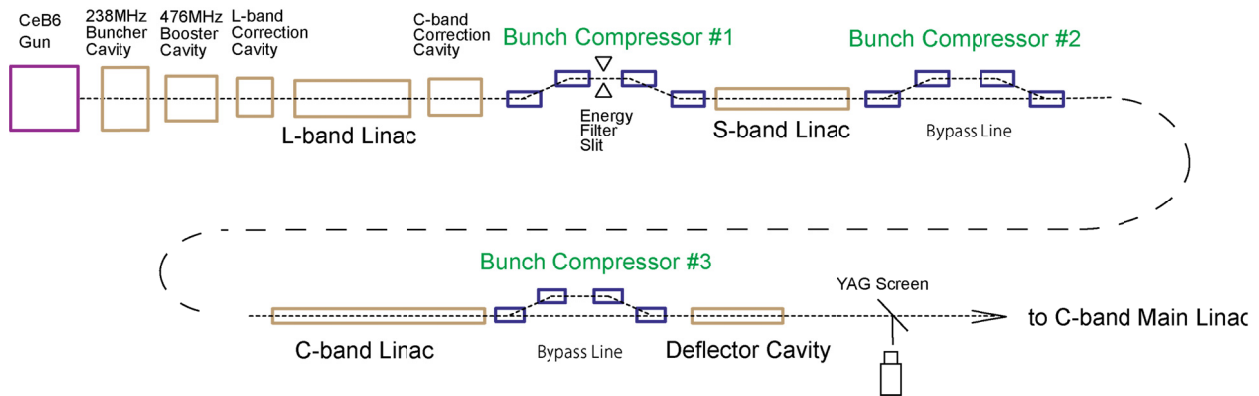 CeB6
Gun
238MHz
Buncher
Cavity
476MHz
Booster
Cavity
L-band
Correction
Cavity
L-band Linac
C-band
Correction
Cavity
Bunch Compressor #1
Energy
Filter
Slit
S-band Linac
Bunch Compressor #2
Bypass Line
Bunch Compressor #3
C-band Linac
Bypass Line
Deflector Cavity
YAG Screen
to C-band Main Linac